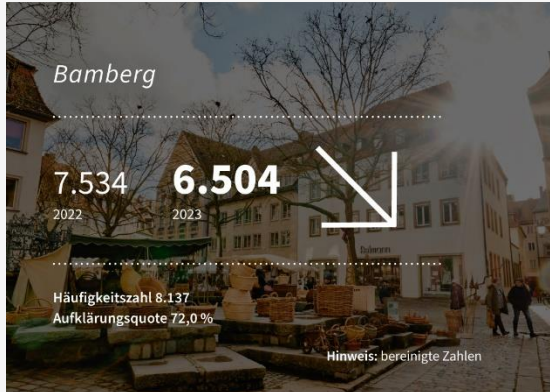 Bamberg
7.534 6.504
2022 2023
Häufigkeitszahl 8.137
Aufklärungsquote 72,0 %
Hinweis: bereinigte Zahlen